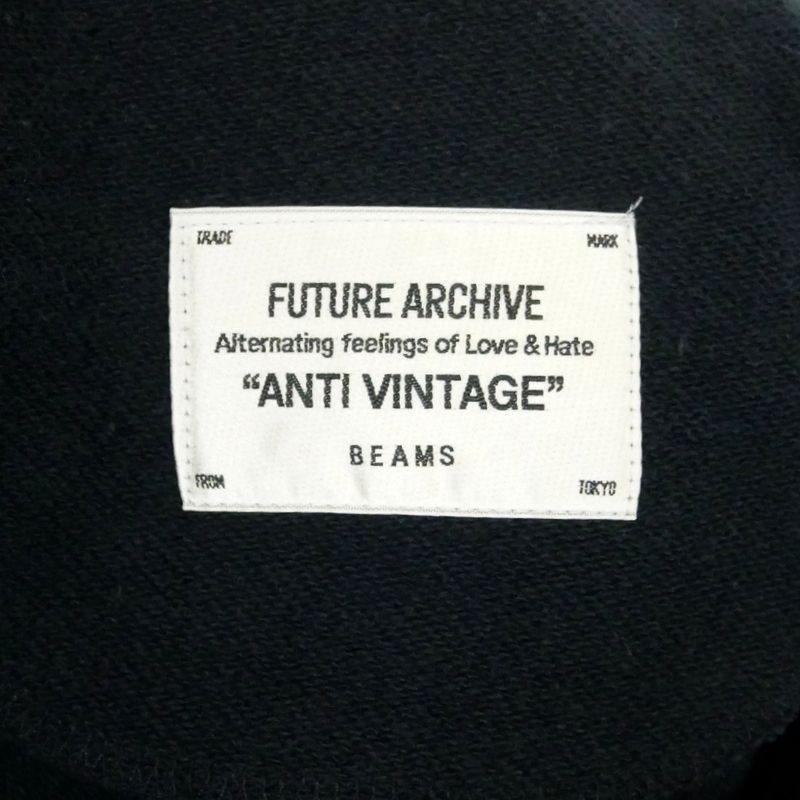 TRADE MARK
FUTURE ARCHIVE
Alternating feelings of Love & Hate
“ANTI VINTAGE”
BEAMS
FROM TOKYO